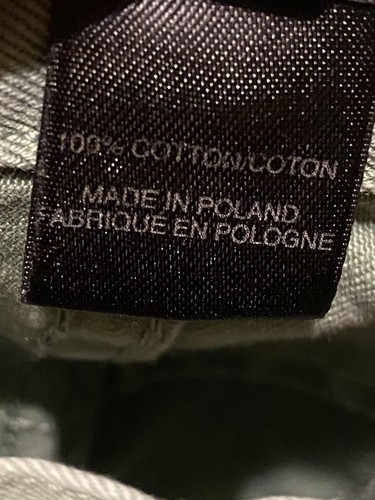 100% COTTON/COTON
MADE IN POLAND
FABRIQUE EN POLOGNE